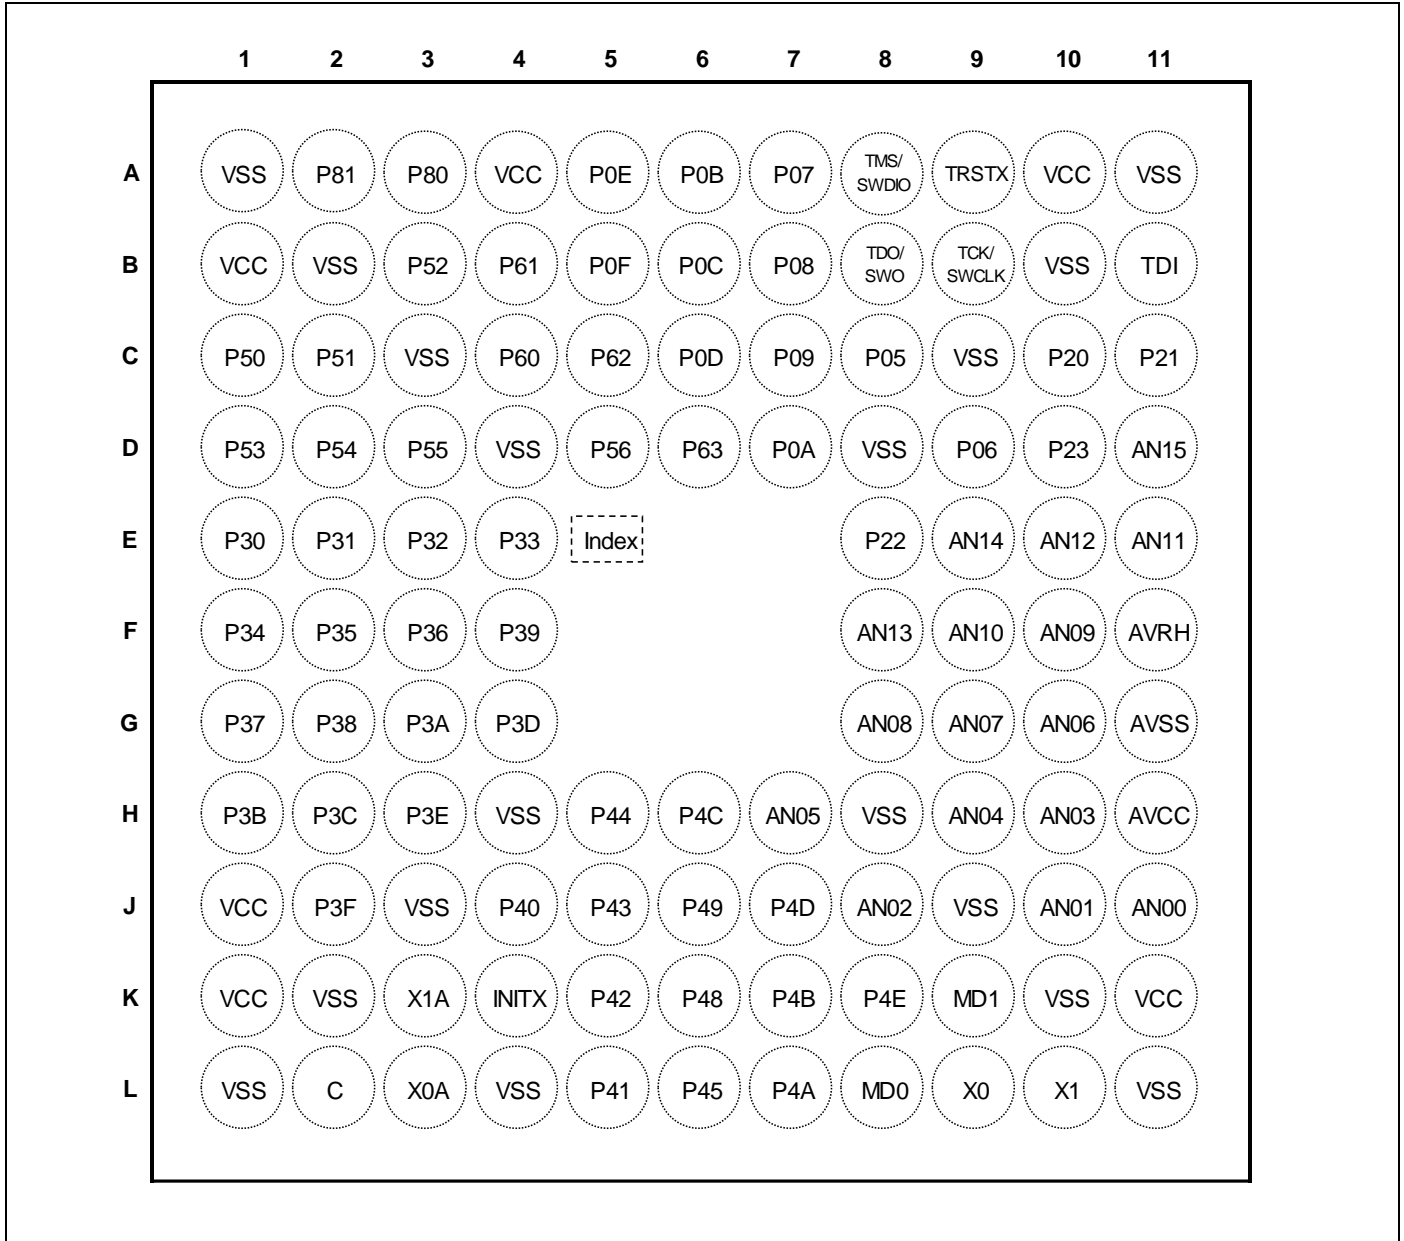 1 2 3 4 5 6 7 8 9 10 11
A VSS P81 P80 VCC P0E P0B P07 TMS/ SWDIO TRSTX VCC VSS
B VCC VSS P52 P61 P0F P0C P08 TDO/ SWO TCK/ SWCLK VSS TDI
C P50 P51 VSS P60 P62 P0D P09 P05 VSS P20 P21
D P53 P54 P55 VSS P56 P63 P0A VSS P06 P23 AN15
E P30 P31 P32 P33 Index P22 AN14 AN12 AN11
F P34 P35 P36 P39 AN13 AN10 AN09 AVRH
G P37 P38 P3A P3D AN08 AN07 AN06 AVSS
H P3B P3C P3E VSS P44 P4C AN05 VSS AN04 AN03 AVCC
J VCC P3F VSS P40 P43 P49 P4D AN02 VSS AN01 AN00
K VCC VSS X1A INITX P42 P48 P4B P4E MD1 VSS VCC
L VSS C X0A VSS P41 P45 P4A MD0 X0 X1 VSS